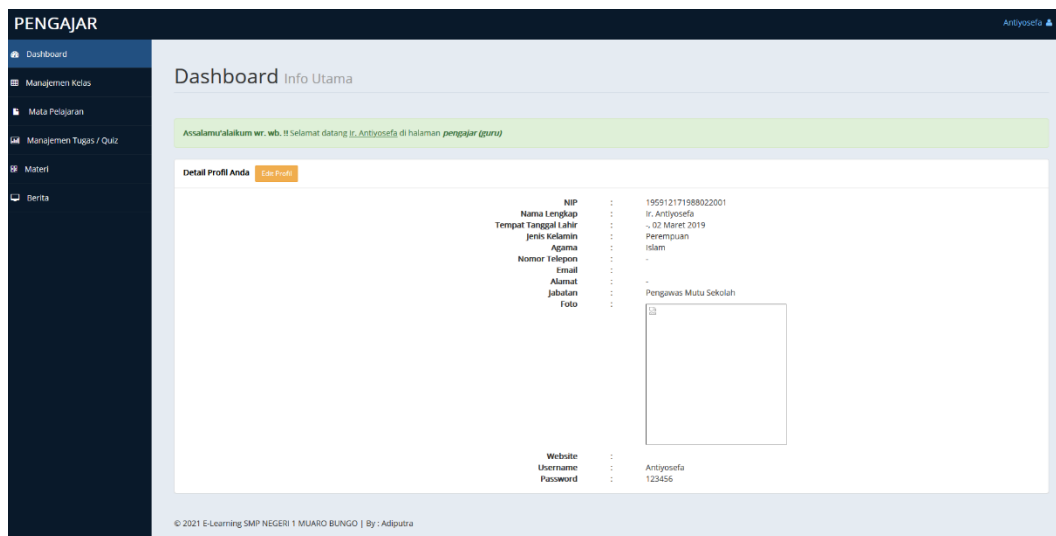 PENGAJAR
Antiyosefa
Dashboard
Manajemen Kelas
Mata Pelajaran
Manajemen Tugas / Quiz
Materi
Berita
Dashboard Info Utama
Assalamu'alaikum wr. wb. !! Selamat datang Ir. Antiyosefa di halaman pengajar (guru)
Detail Profil Anda Edit Profil
NIP : 195912171988022001
Nama Lengkap : Ir. Antiyosefa
Tempat Tanggal Lahir : -, 02 Maret 2019
Jenis Kelamin : Perempuan
Agama : Islam
Nomor Telepon : -
Email :
Alamat : -
Jabatan : Pengawas Mutu Sekolah
Foto :
Website :
Username : Antiyosefa
Password : 123456
© 2021 E-Learning SMP NEGERI 1 MUARO BUNGO | By : Adiputra